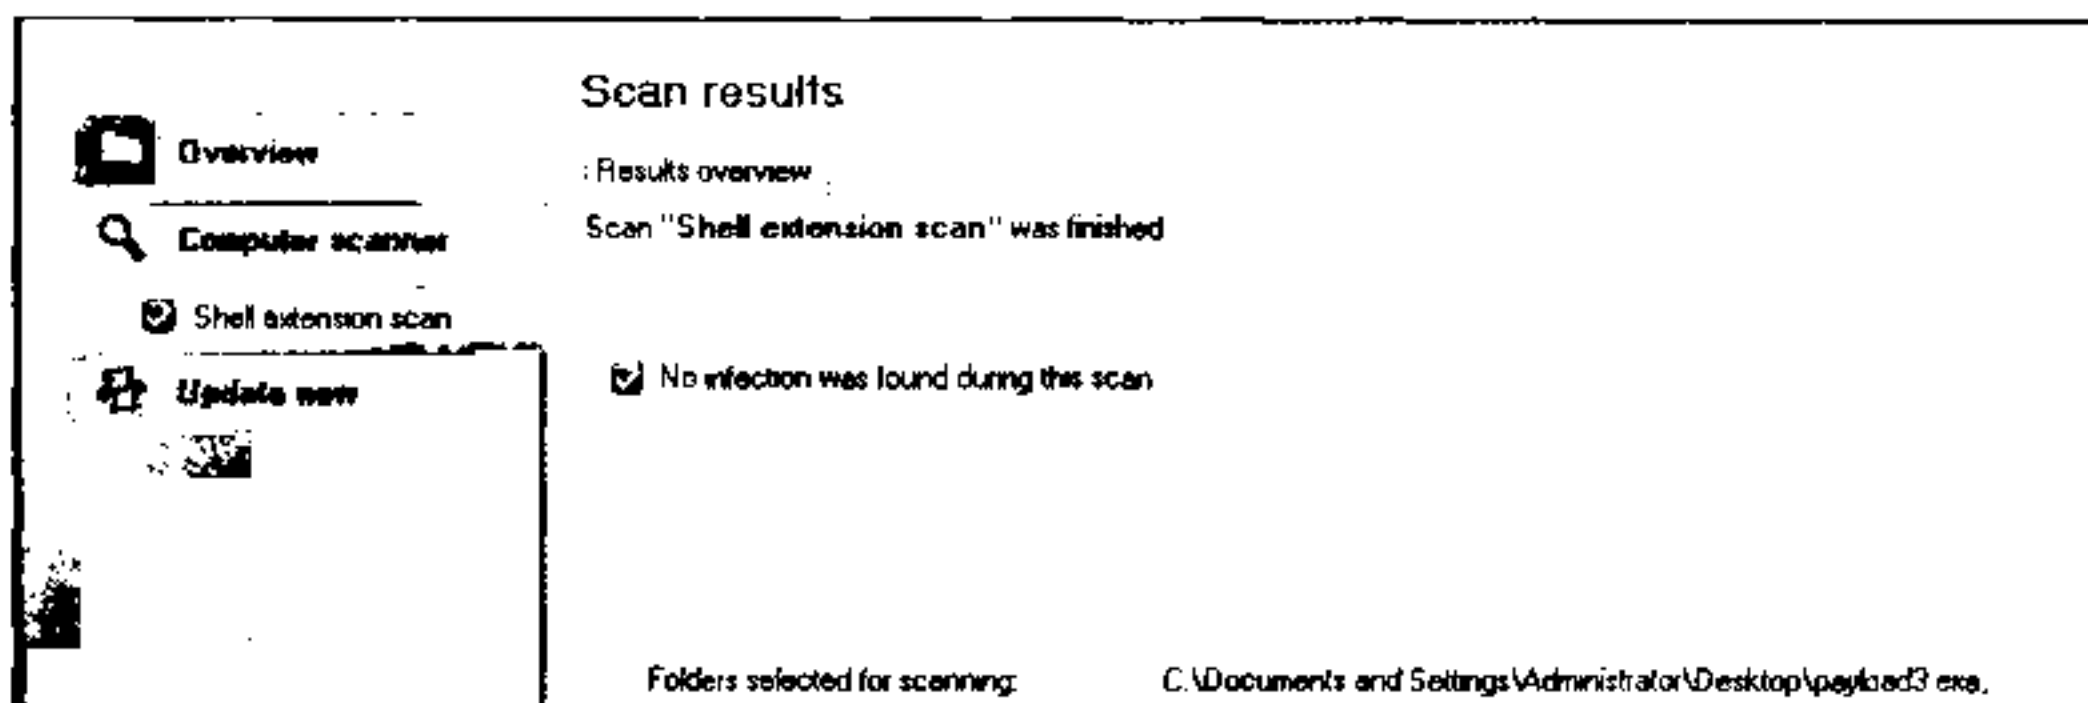 Scan results
Overview
Results overview
Computer scanner
Scan "Shell extension scan" was finished
Shell extension scan
Update now
No infection was found during this scan
Folders selected for scanning:
C:\Documents and Settings\Administrator\Desktop\payload3.exe;